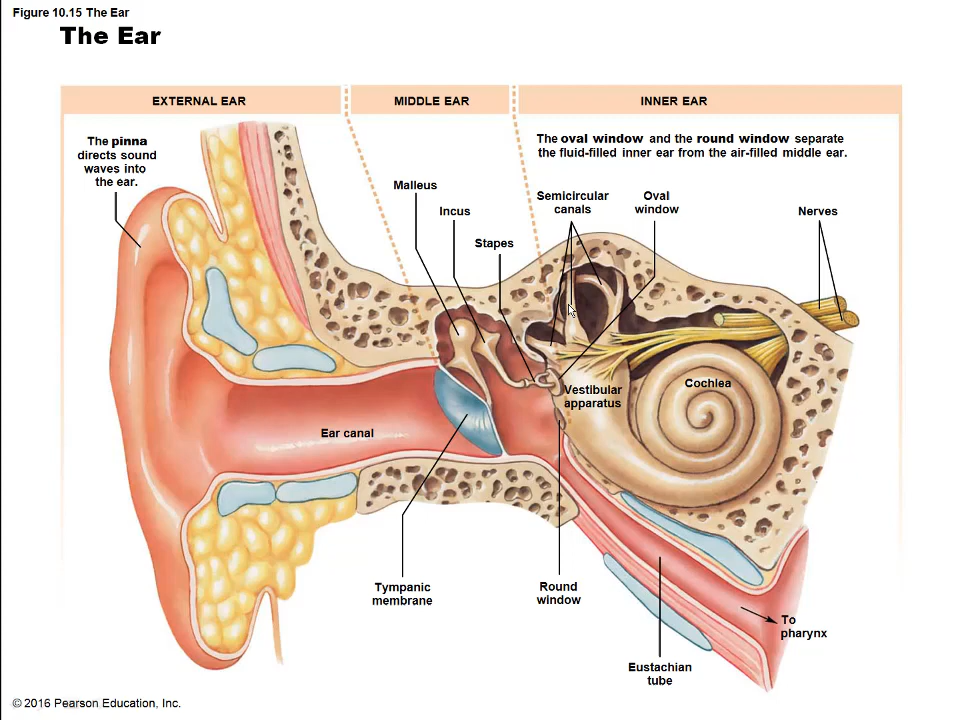 Figure 10.15 The Ear
The Ear
EXTERNAL EAR
MIDDLE EAR
INNER EAR
The pinna
directs sound
waves into
the ear.
The oval window and the round window separate
the fluid-filled inner ear from the air-filled middle ear.
Malleus
Incus
Stapes
Semicircular
canals
Oval
window
Nerves
Vestibular
apparatus
Cochlea
Ear canal
Tympanic
membrane
Round
window
To
pharynx
Eustachian
tube
© 2016 Pearson Education, Inc.